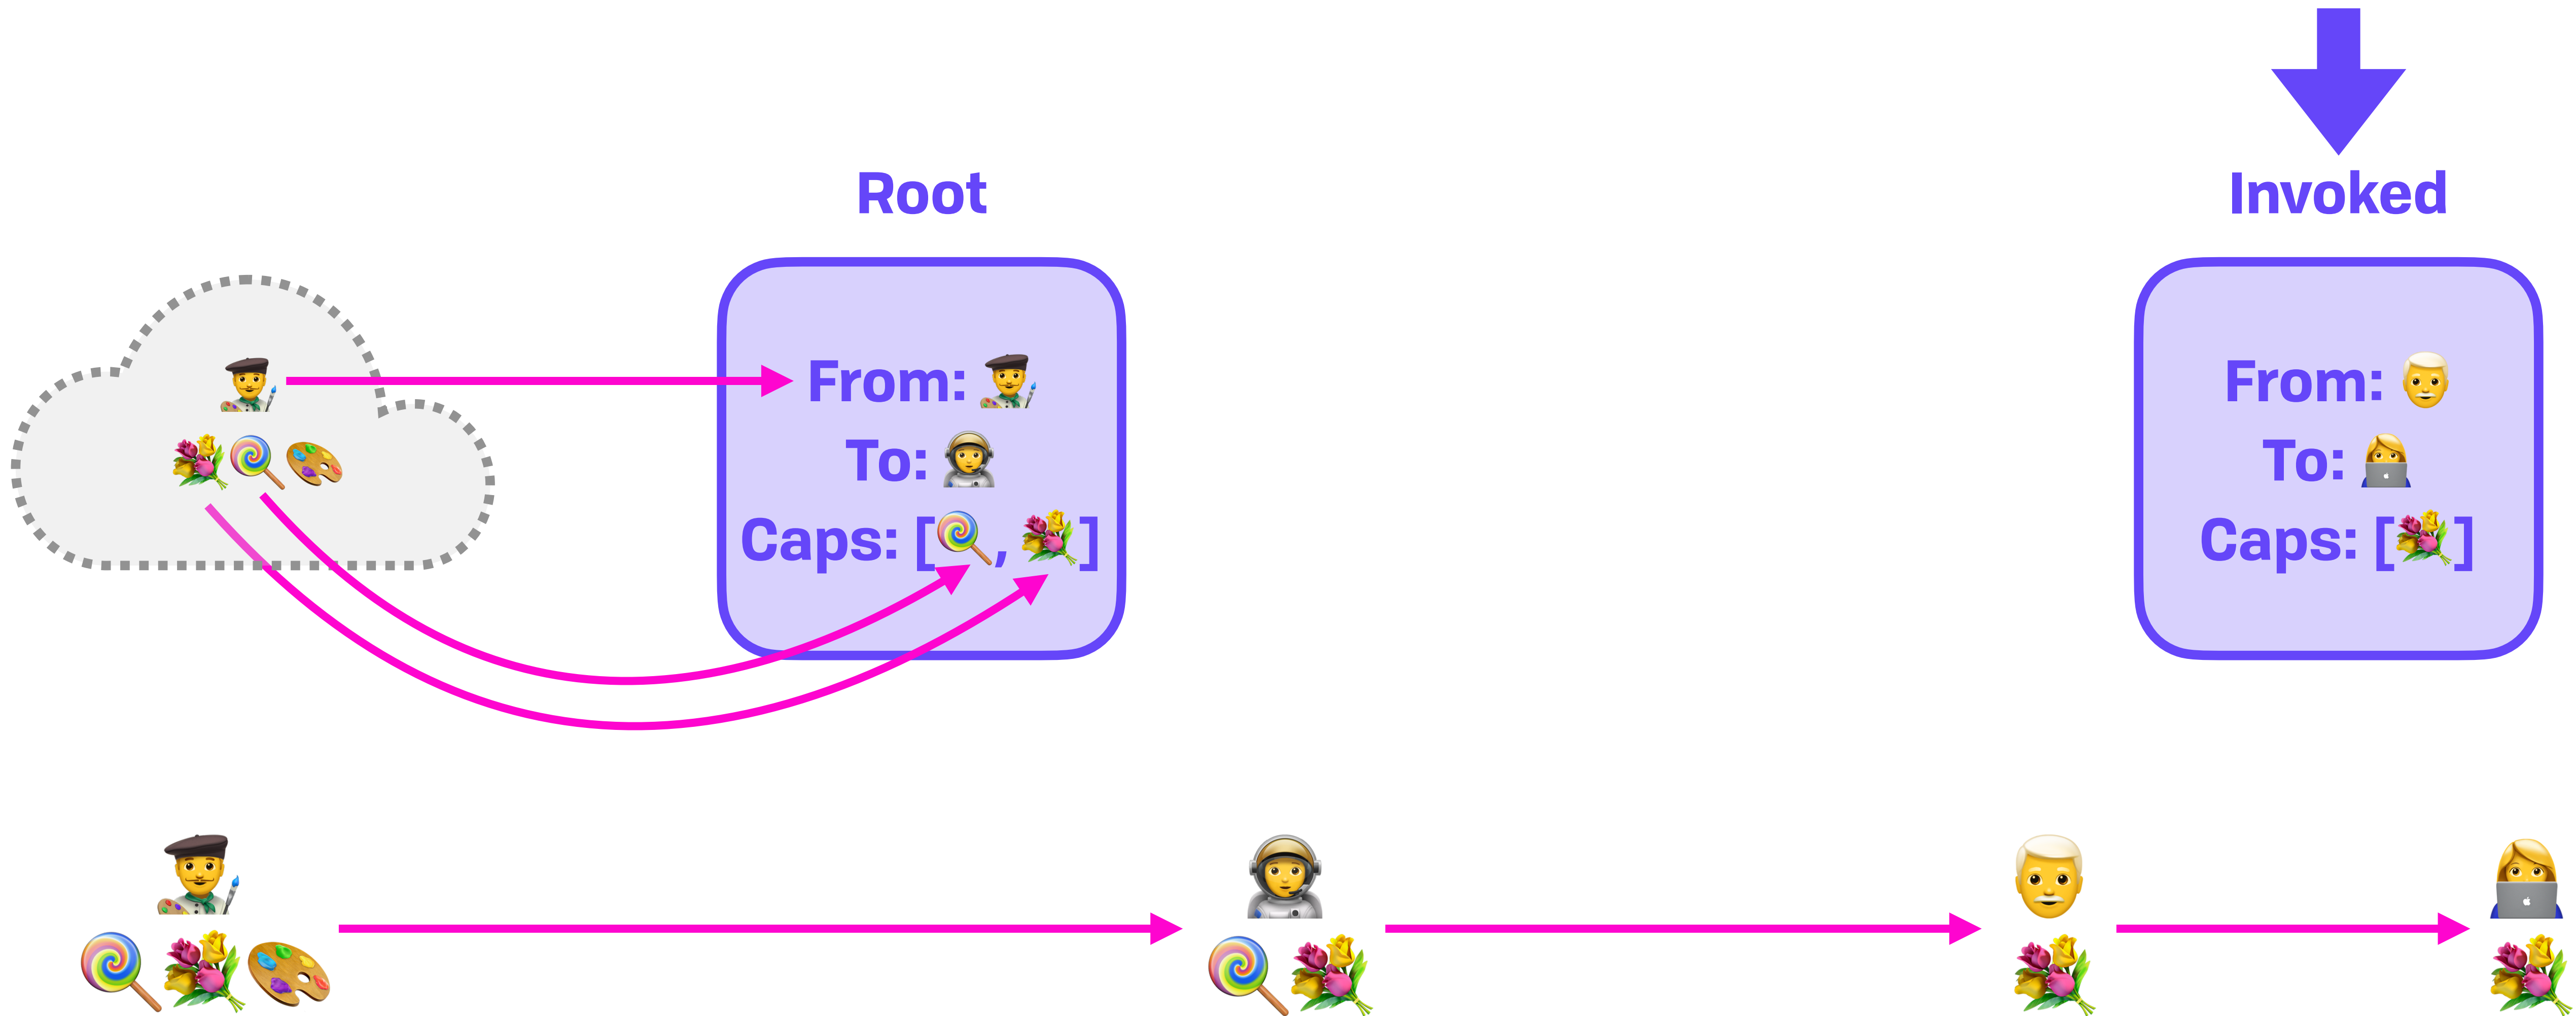 Root
From: 👨‍🎨
To: 🧑‍🚀
Caps: [🍭, 💐]
Invoked
From: 👴
To: 👩‍💻
Caps: [💐]